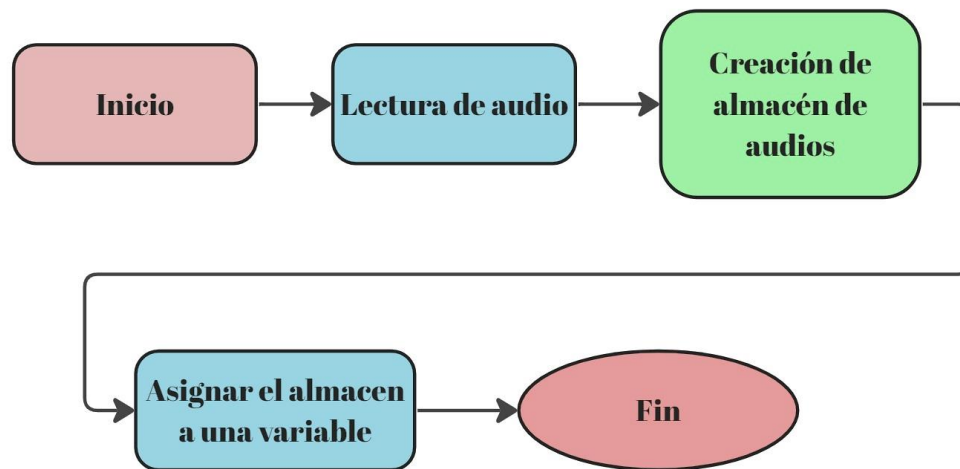 Inicio
Lectura de audio
Creación de
almacén de
audios
Asignar el almacen
a una variable
Fin